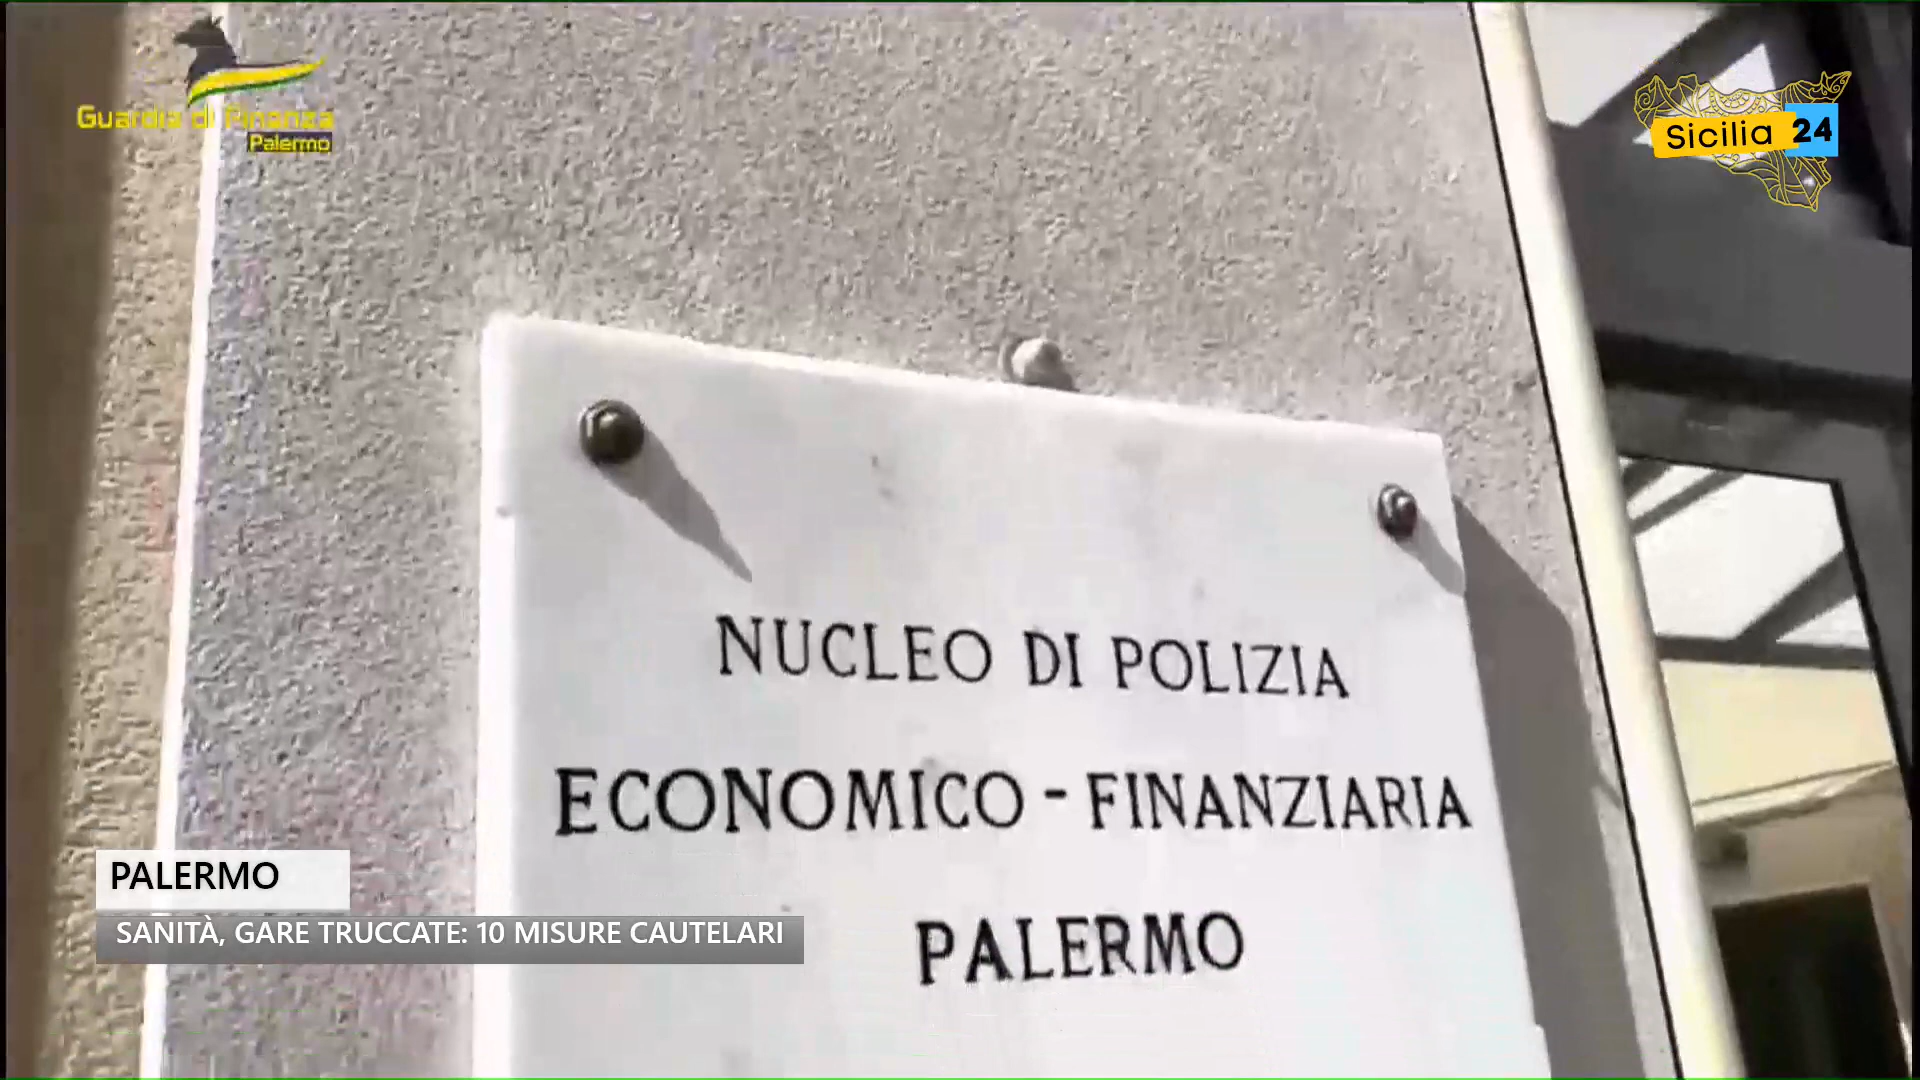 Guardia di Finanza
Palermo
Sicilia 24
NUCLEO DI POLIZIA
ECONOMICO - FINANZIARIA
PALERMO
PALERMO
SANITÀ, GARE TRUCCATE: 10 MISURE CAUTELARI